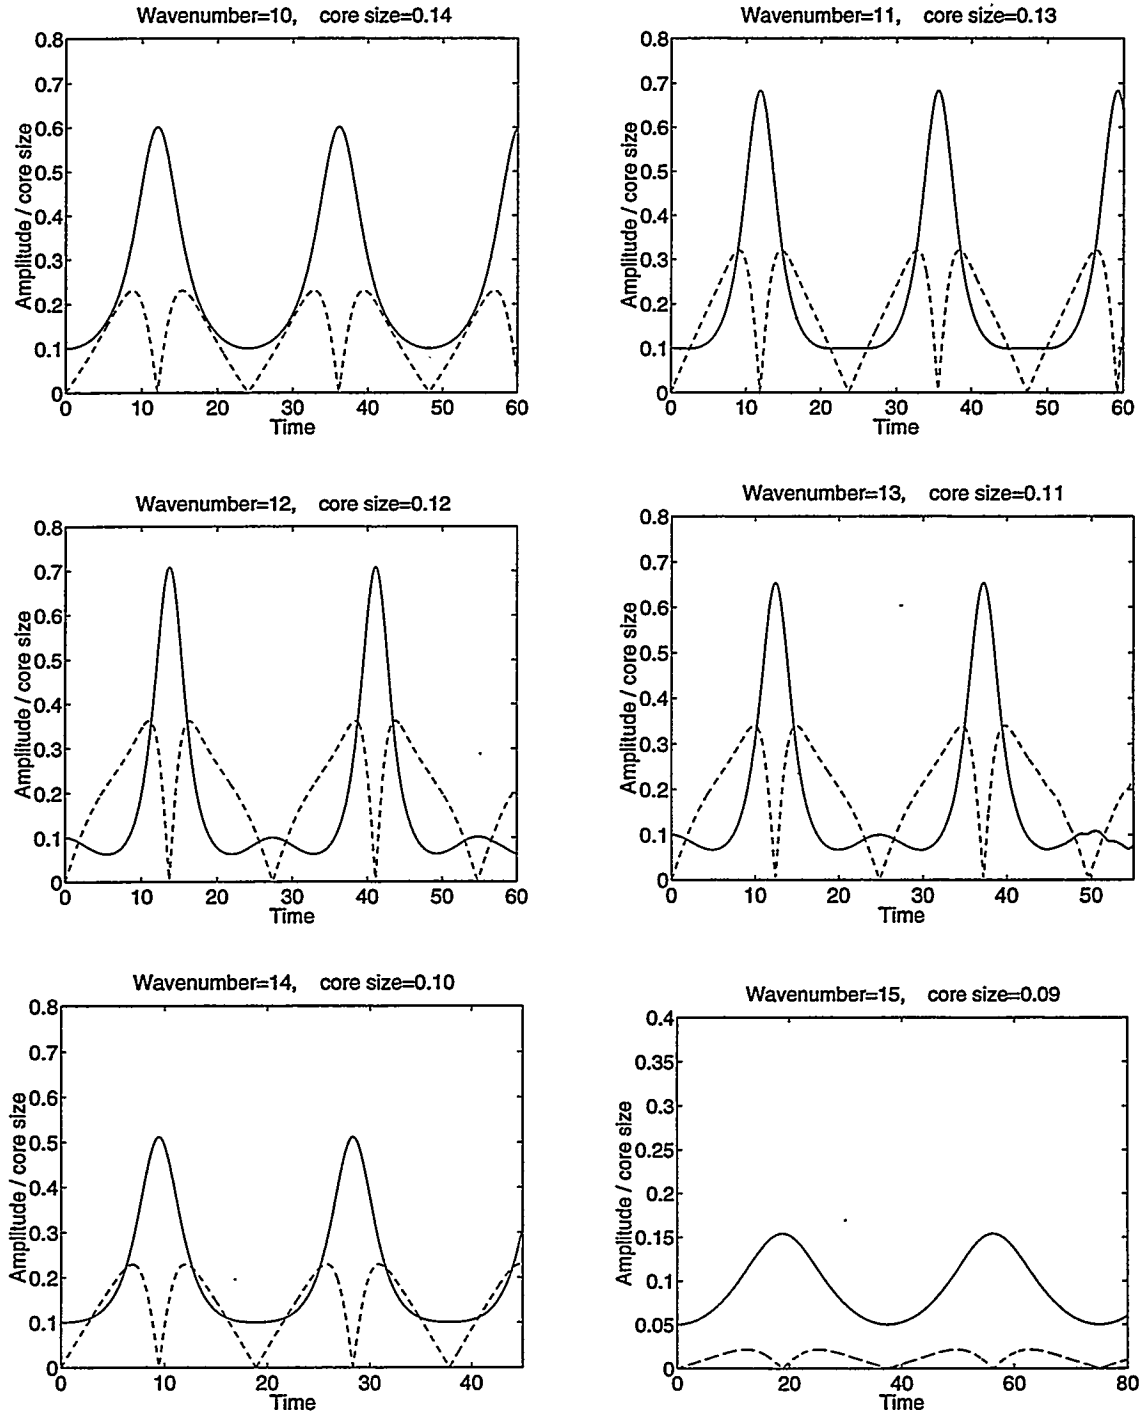 Wavenumber=10, core size=0.14
0.8
0.7
0.6
0.5
0.4
0.3
0.2
0.1
0
Amplitude / core size
0 10 20 30 40 50 60
Time
Wavenumber=11, core size=0.13
0.8
0.7
0.6
0.5
0.4
0.3
0.2
0.1
0
Amplitude / core size
0 10 20 30 40 50 60
Time
Wavenumber=12, core size=0.12
0.8
0.7
0.6
0.5
0.4
0.3
0.2
0.1
0
Amplitude / core size
0 10 20 30 40 50 60
Time
Wavenumber=13, core size=0.11
0.8
0.7
0.6
0.5
0.4
0.3
0.2
0.1
0
Amplitude / core size
0 10 20 30 40 50
Time
Wavenumber=14, core size=0.10
0.8
0.7
0.6
0.5
0.4
0.3
0.2
0.1
0
Amplitude / core size
0 10 20 30 40
Time
Wavenumber=15, core size=0.09
0.4
0.35
0.3
0.25
0.2
0.15
0.1
0.05
0
Amplitude / core size
0 20 40 60 80
Time